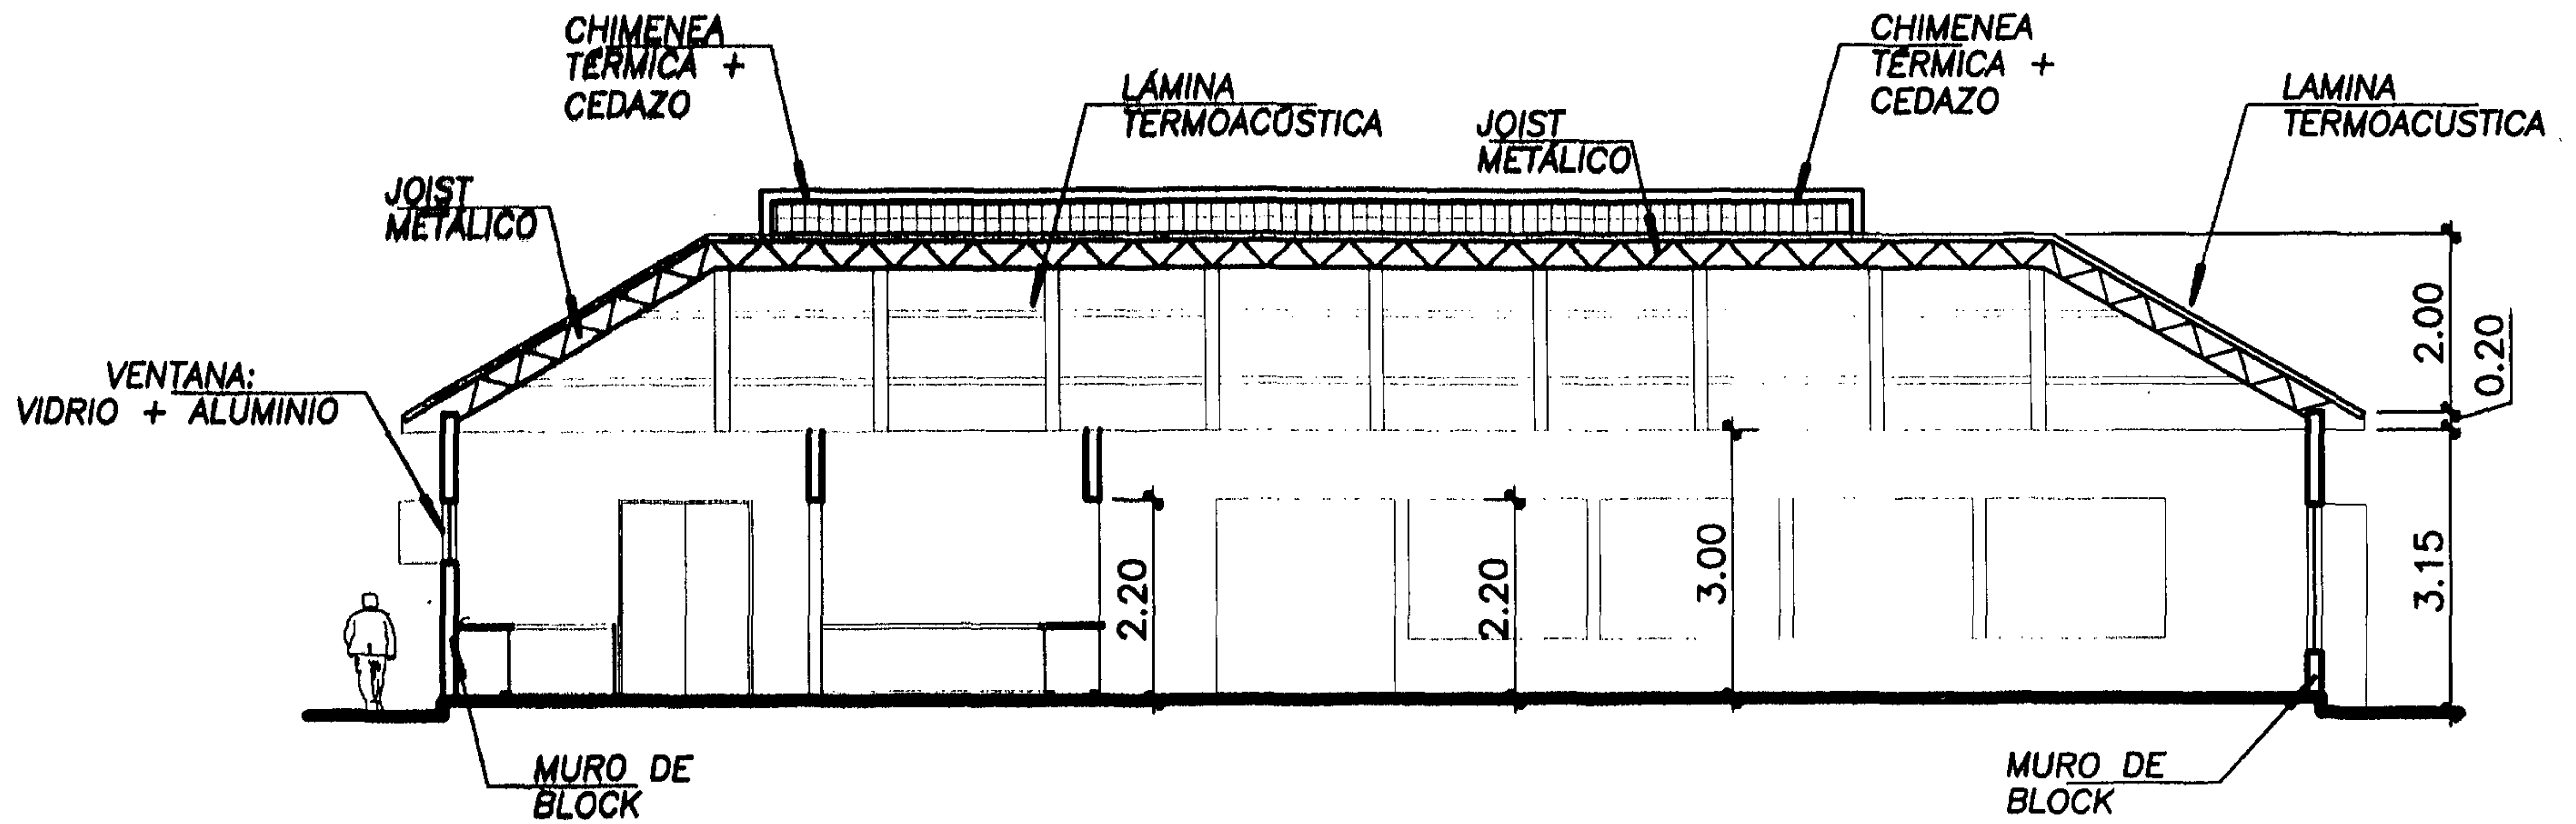 CHIMENEA
TÉRMICA +
CEDAZO
CHIMENEA
TÉRMICA +
CEDAZO
LÁMINA
TERMOACÚSTICA
LAMINA
TERMOACUSTICA
JOIST
METÁLICO
JOIST
METÁLICO
VENTANA:
VIDRIO + ALUMINIO
2.00
0.20
3.15
2.20
2.20
3.00
MURO DE
BLOCK
MURO DE
BLOCK